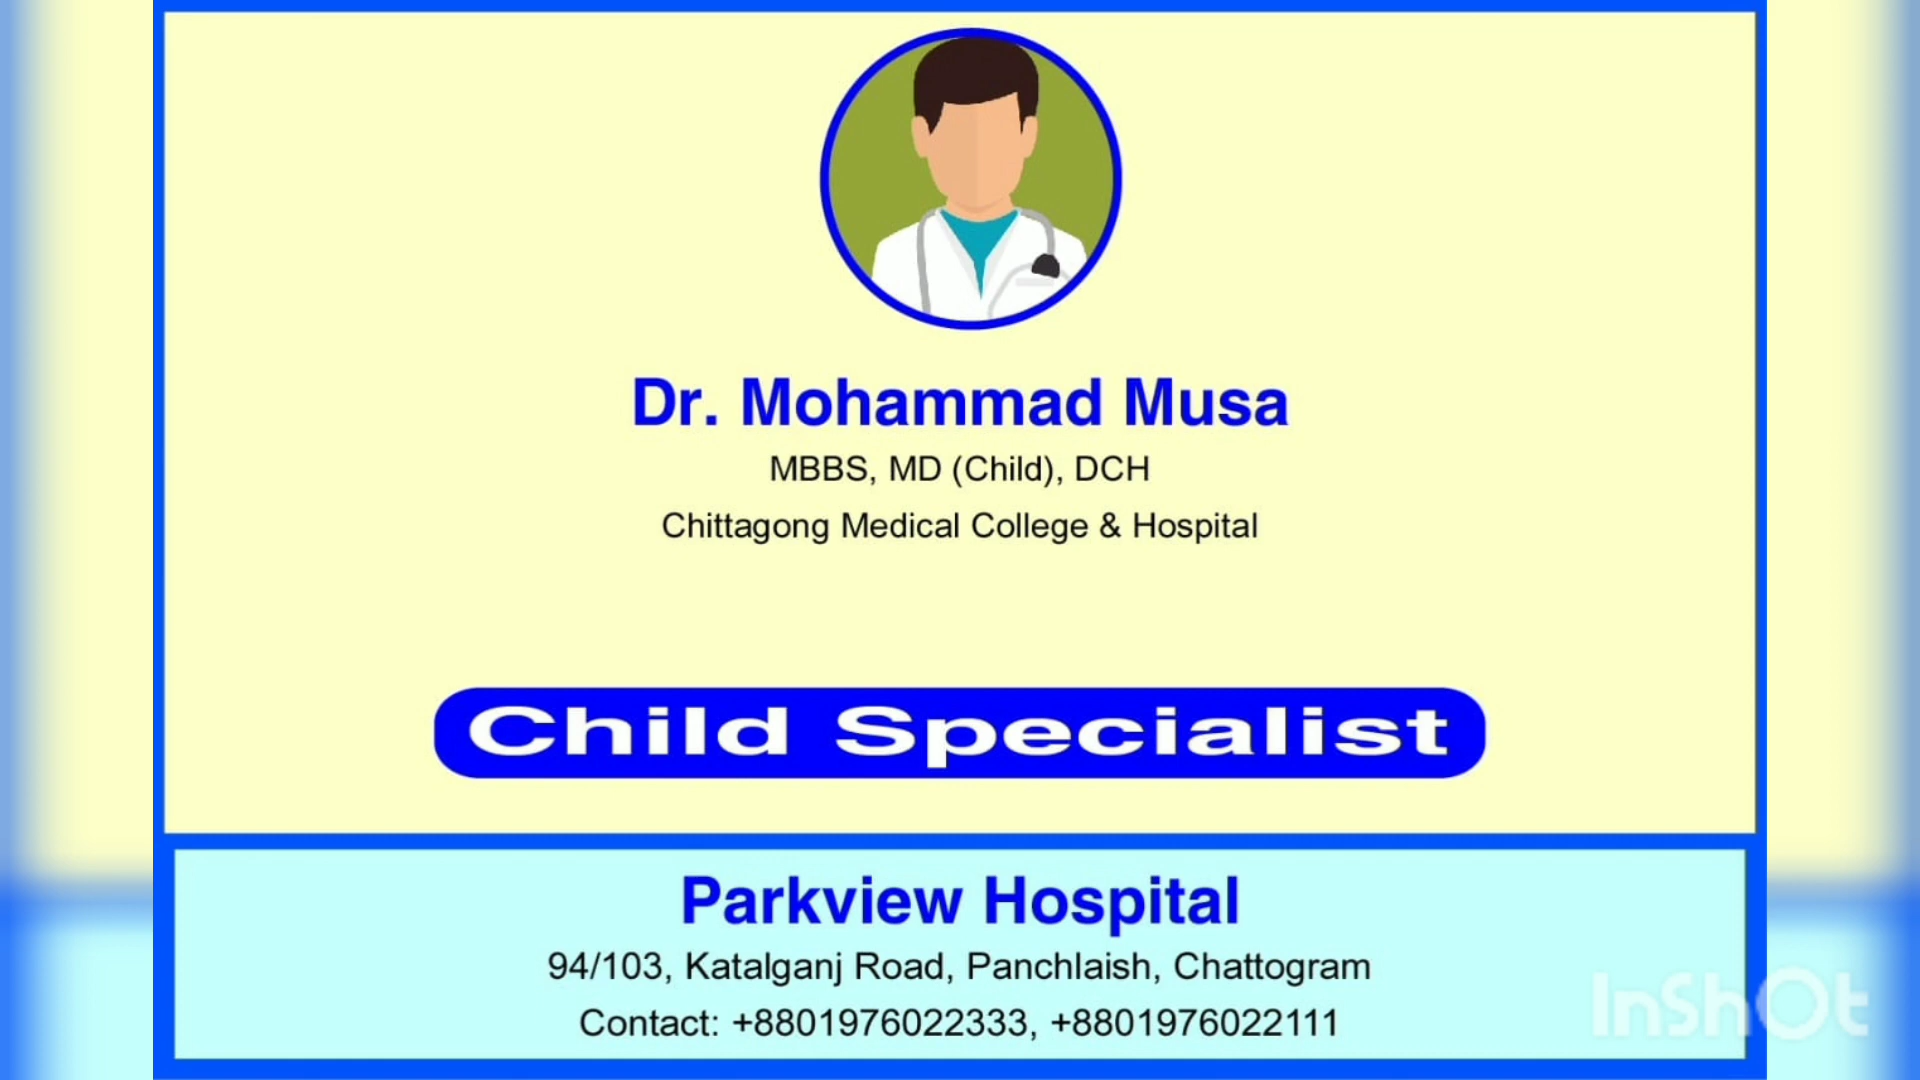 Dr. Mohammad Musa
MBBS, MD (Child), DCH
Chittagong Medical College & Hospital
Child Specialist
Parkview Hospital
94/103, Katalganj Road, Panchlaish, Chattogram
Contact: +8801976022333, +8801976022111
InShOt